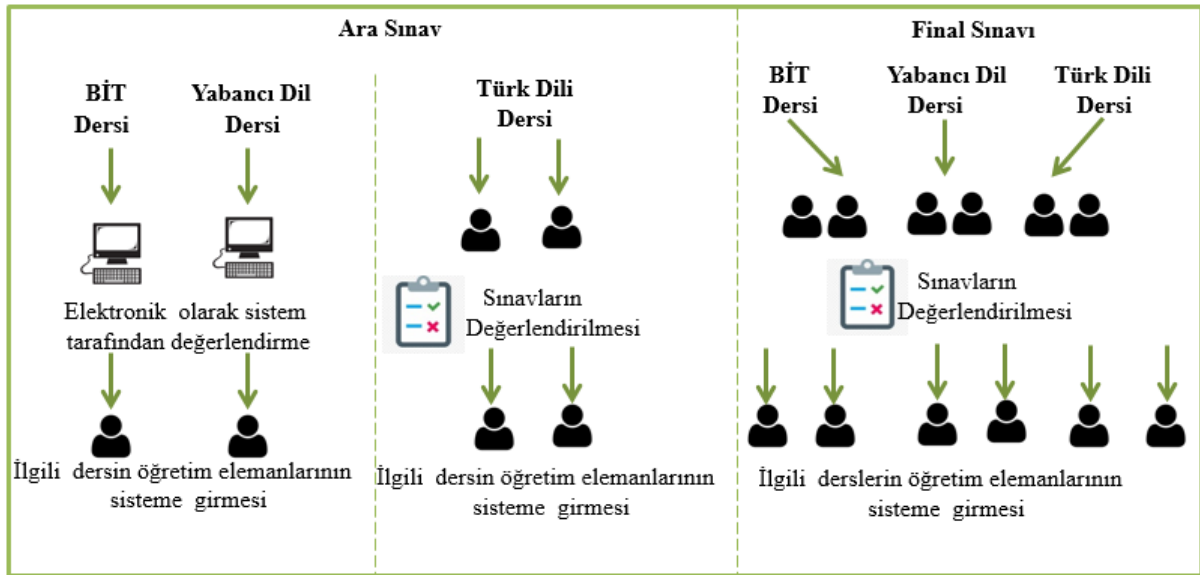 Ara Sınav
BİT
Dersi
Yabancı Dil
Dersi
Elektronik olarak sistem
tarafından değerlendirme
İlgili dersin öğretim elemanlarının
sisteme girmesi
Türk Dili
Dersi
Sınavların
Değerlendirilmesi
İlgili dersin öğretim elemanlarının
sisteme girmesi
Final Sınavı
BİT
Dersi
Yabancı Dil
Dersi
Türk Dili
Dersi
Sınavların
Değerlendirilmesi
İlgili derslerin öğretim elemanlarının
sisteme girmesi